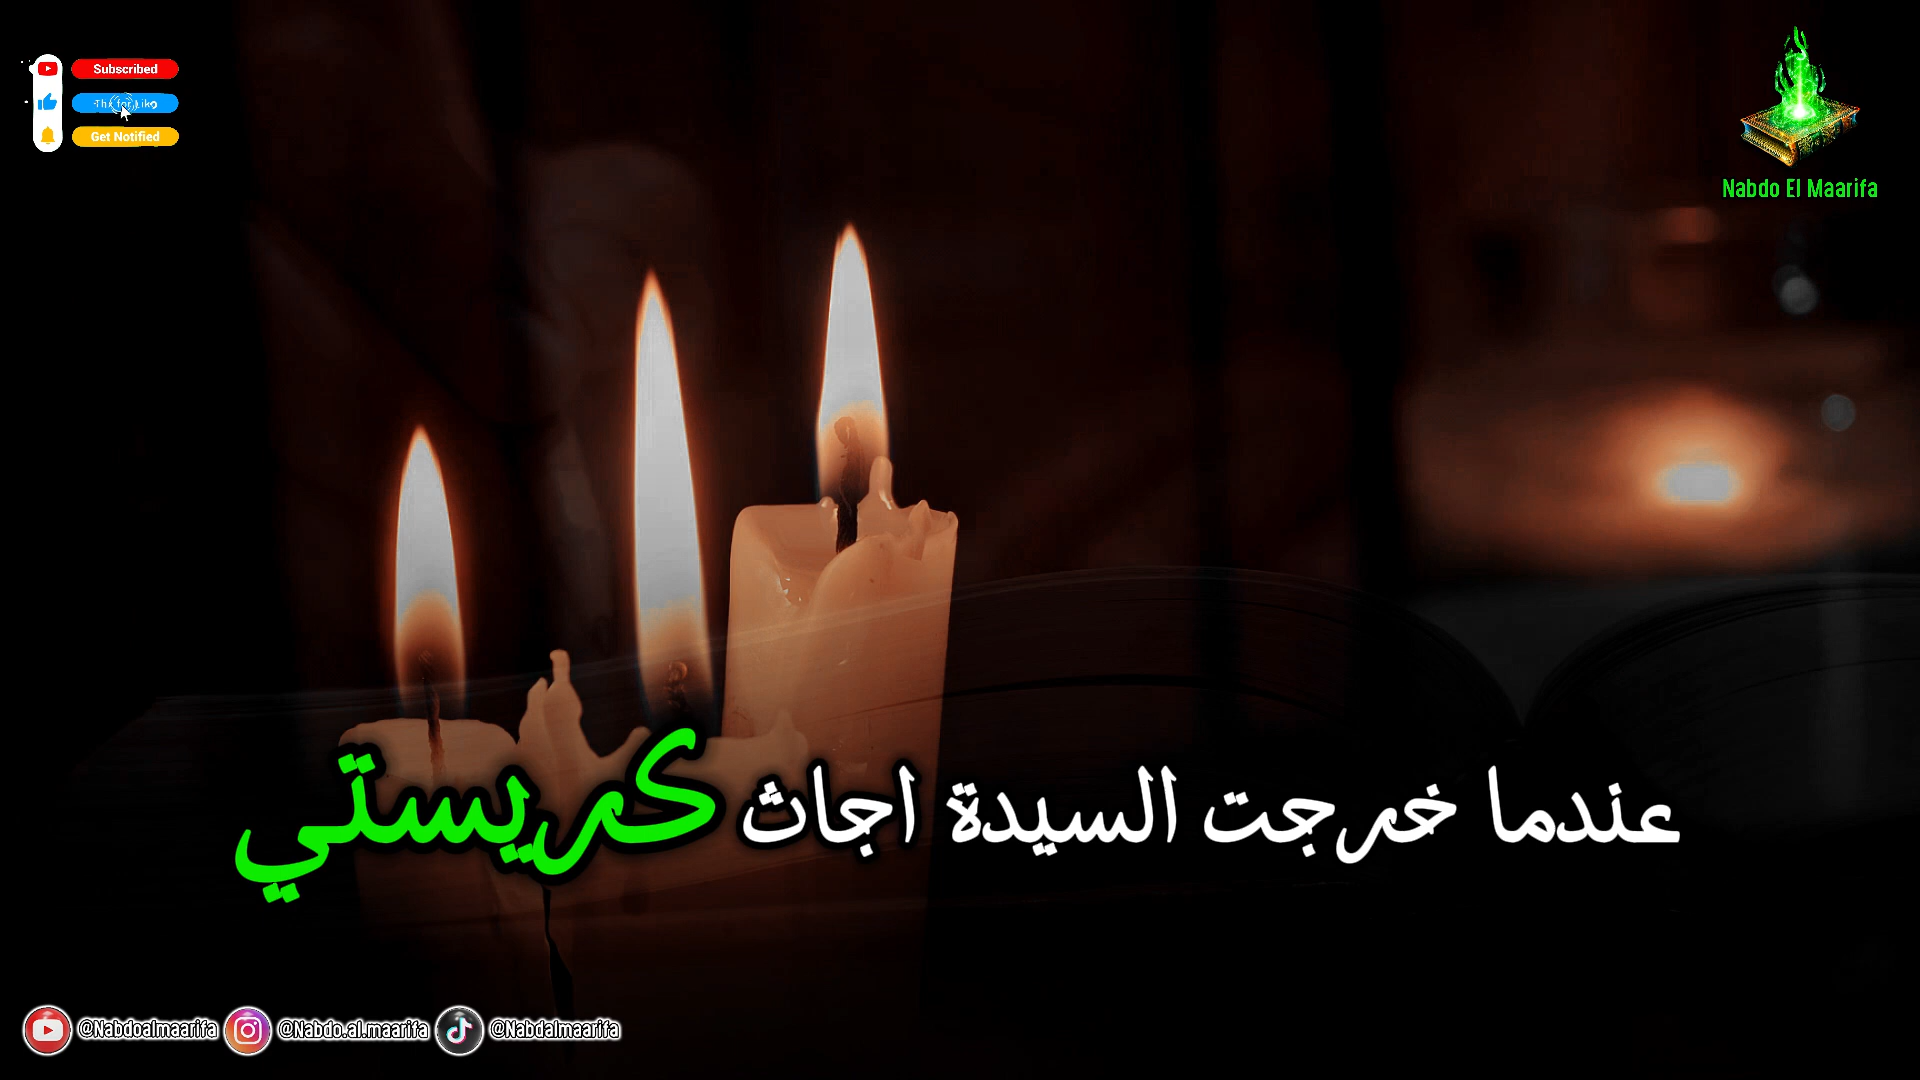 Subscribed
Get Notified
Nabdo El Maarifa
عندما خرجت السيدة اجاث كريستي
@Nabdoalmaarifa @Nabdo.al.maarifa @Nabdalmaarifa